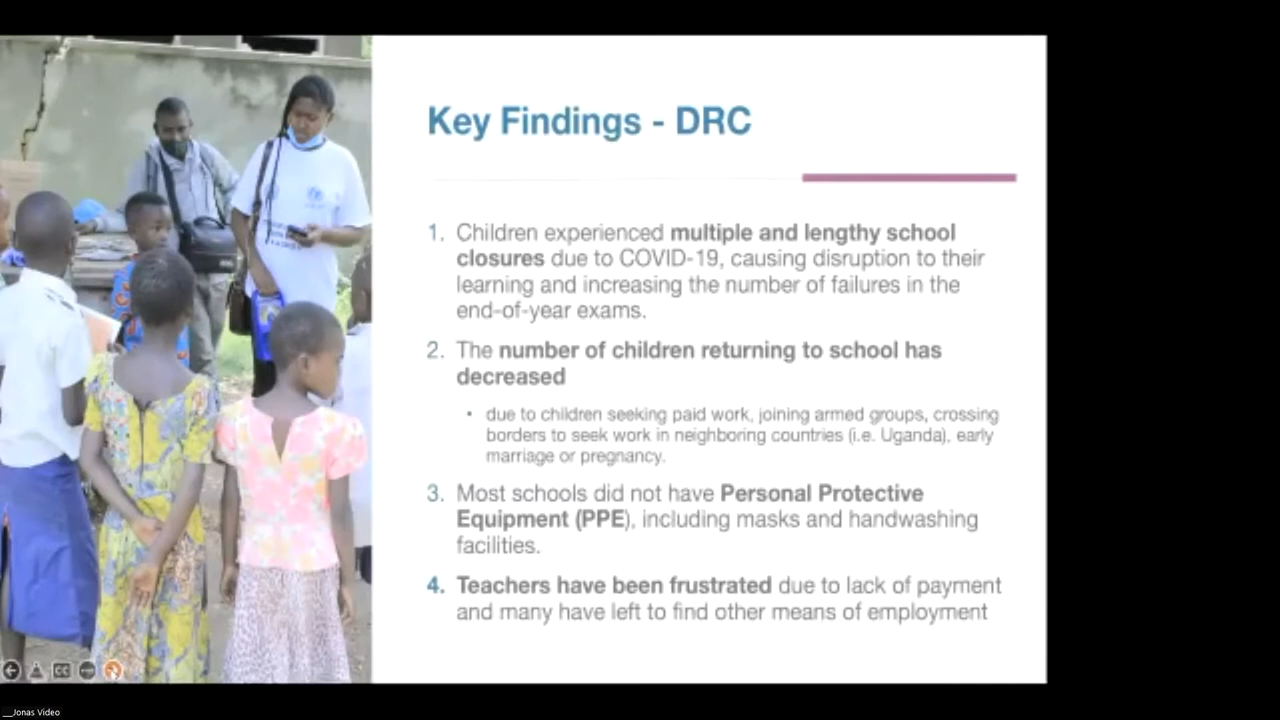 Key Findings - DRC
1. Children experienced multiple and lengthy school
closures due to COVID-19, causing disruption to their
learning and increasing the number of failures in the
end-of-year exams.
2. The number of children returning to school has
decreased
• due to children seeking paid work, joining armed groups, crossing
borders to seek work in neighboring countries (i.e. Uganda), early
marriage or pregnancy.
3. Most schools did not have Personal Protective
Equipment (PPE), including masks and handwashing
facilities.
4. Teachers have been frustrated due to lack of payment
and many have left to find other means of employment
CC
__Jonas Video